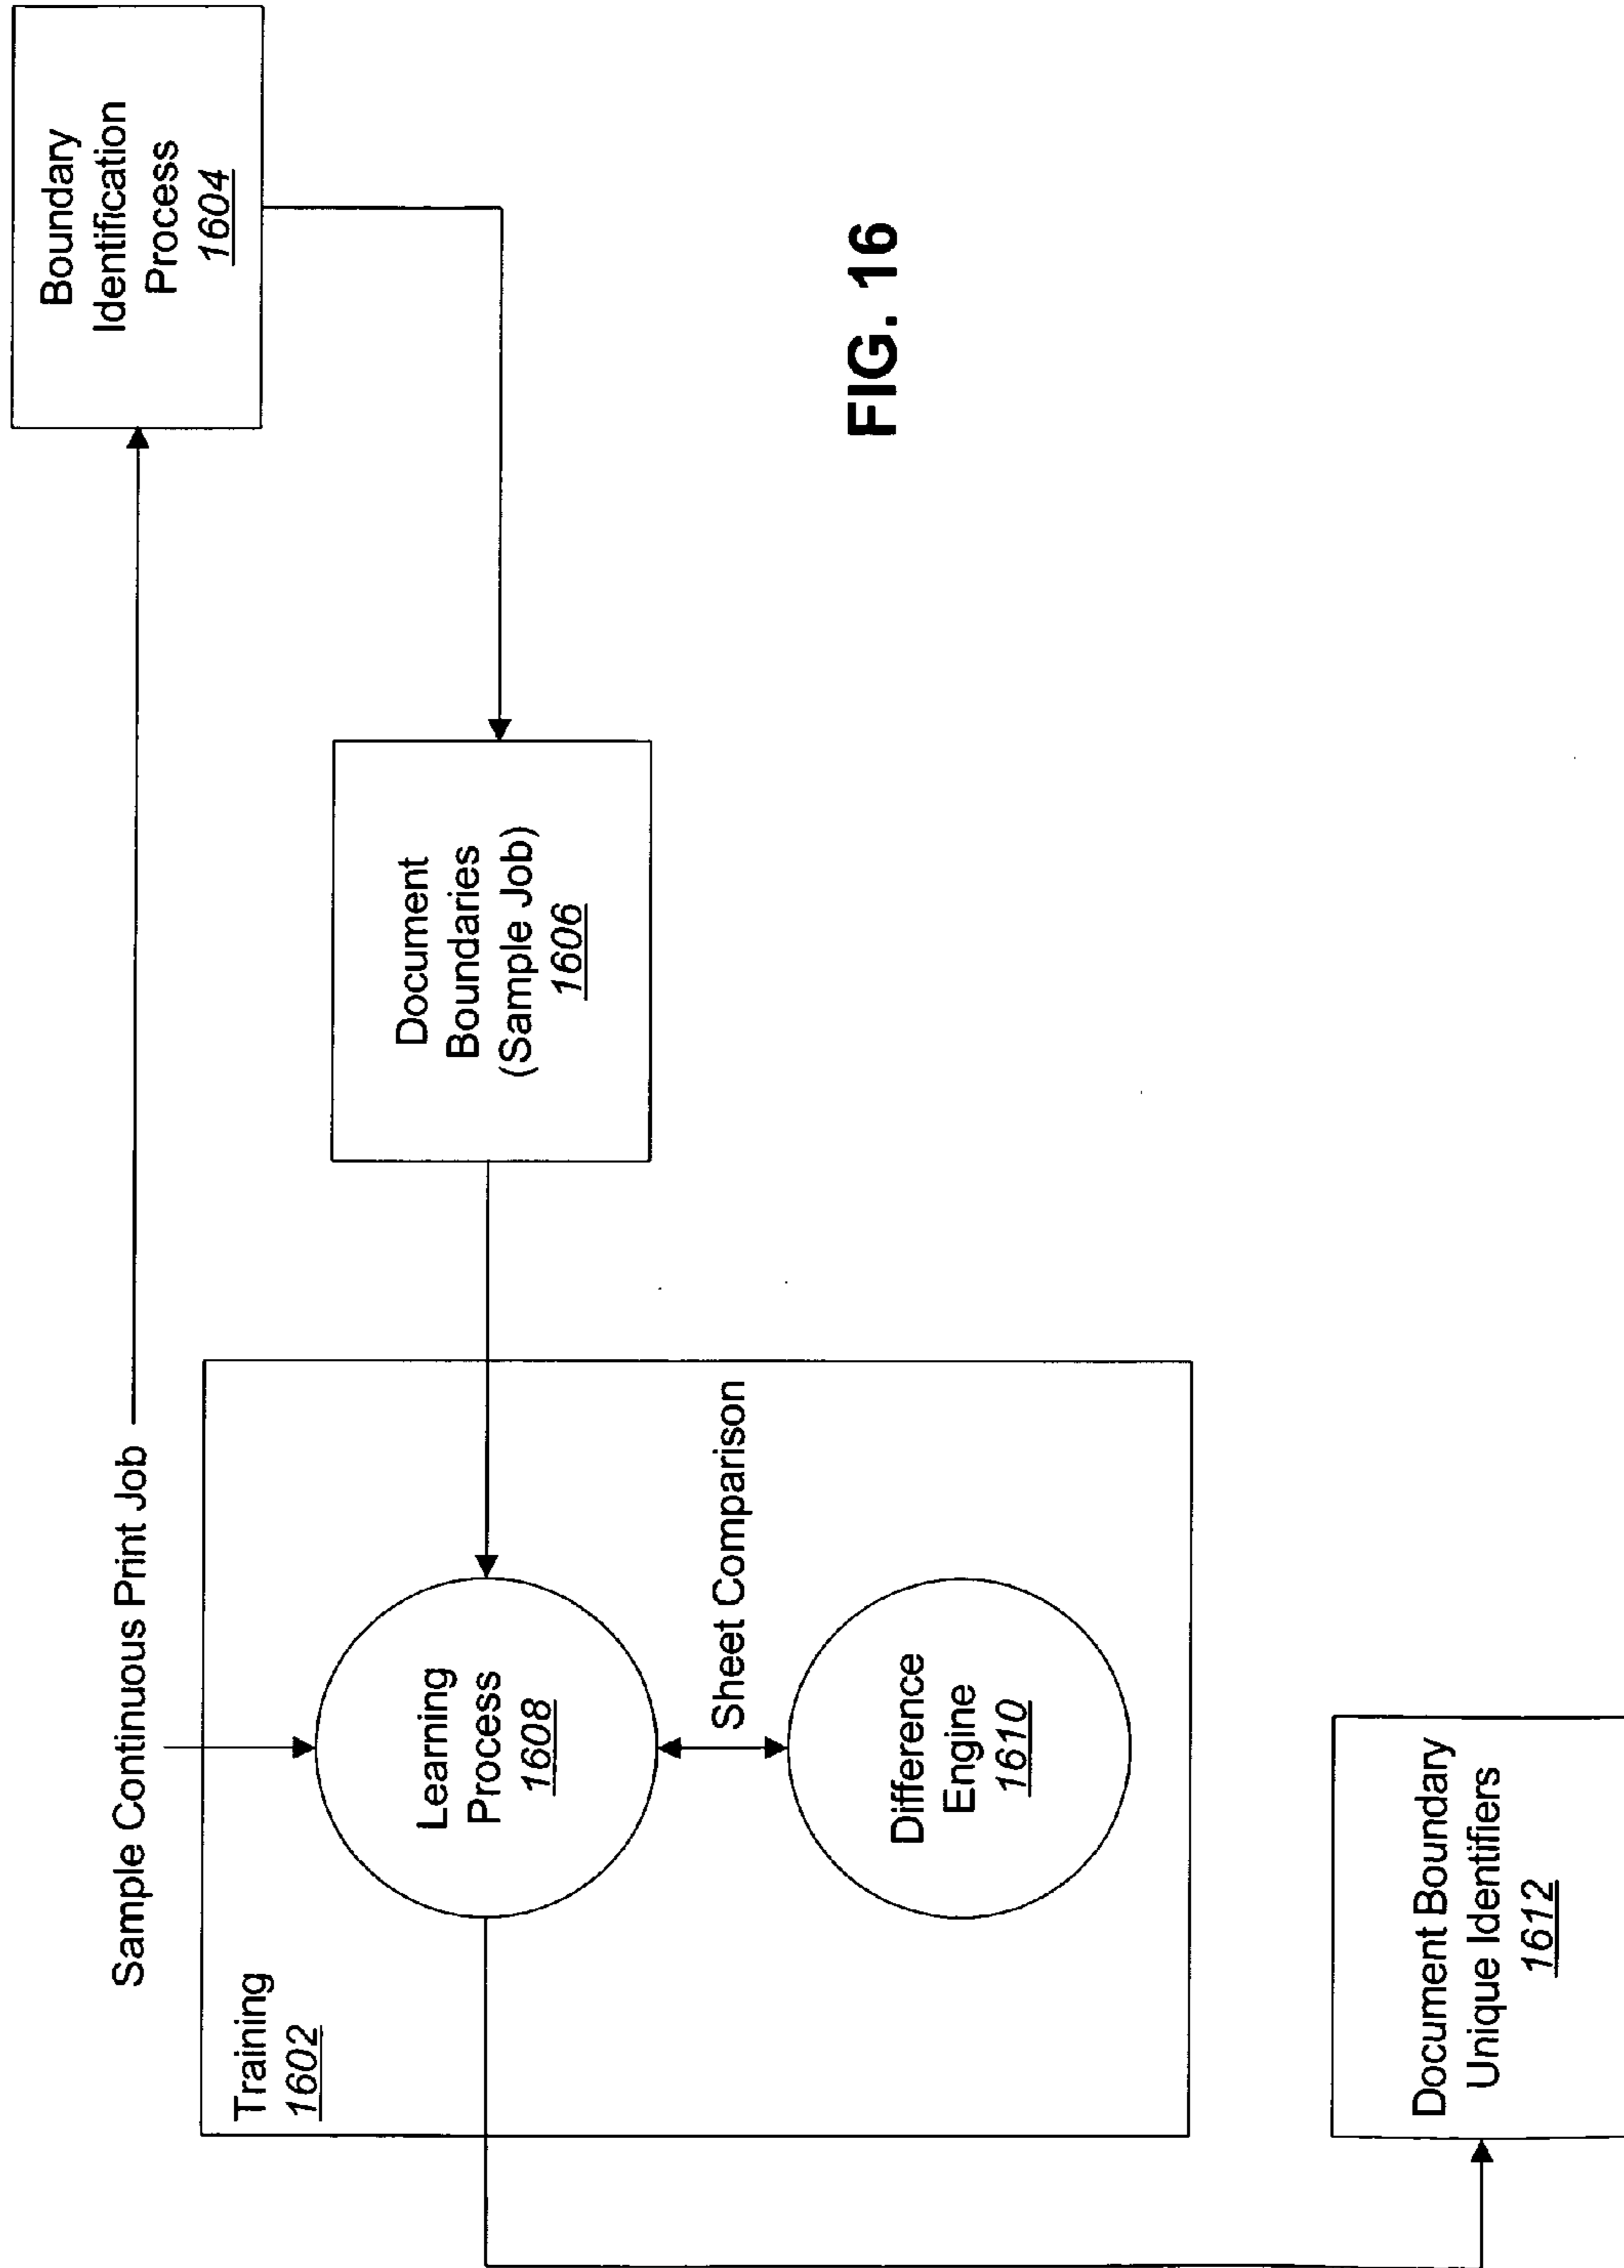 Sample Continuous Print Job
Boundary
Identification
Process
1604
Training
1602
Learning
Process
1608
Document
Boundaries
(Sample Job)
1606
Sheet Comparison
Difference
Engine
1610
Document Boundary
Unique Identifiers
1612
FIG. 16